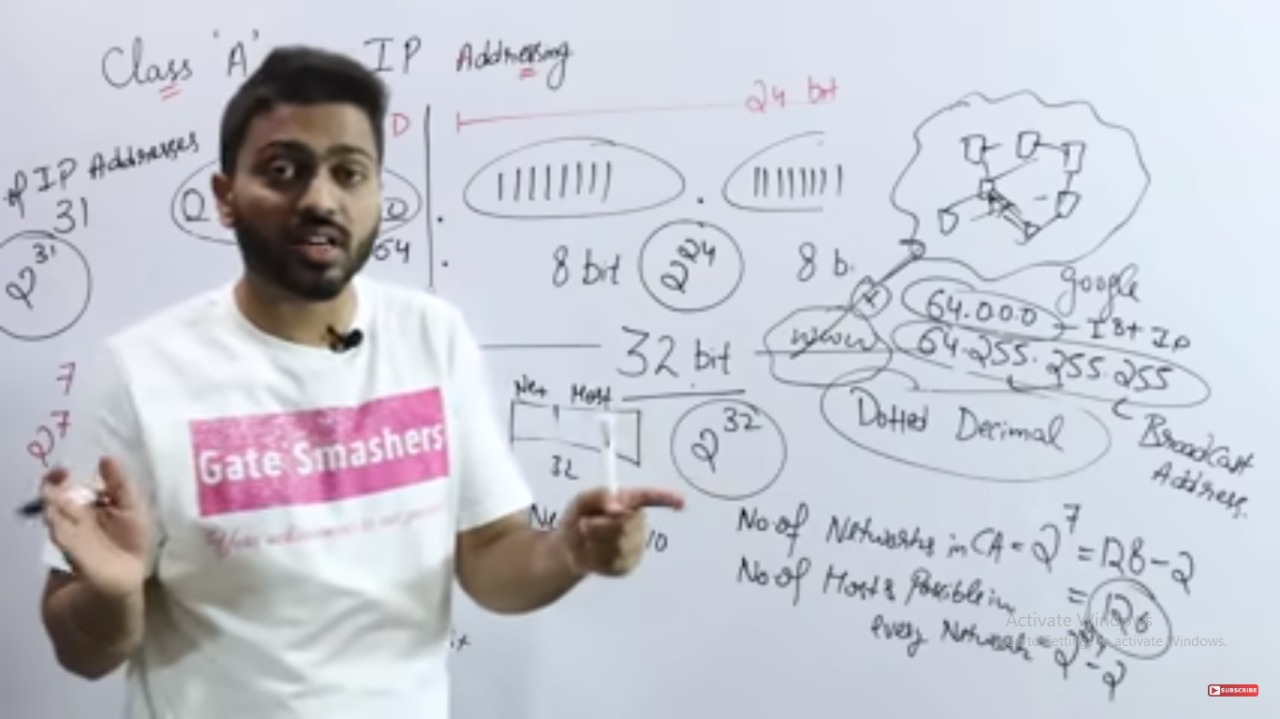 Class 'A' IP Addressing
D
24 bit
of IP Addresses
31
2^31
0
0
64
.
.
.
8 bit
2^24
8 b
google
64.0.0.0
Ist IP
www
64.255.255.255
32 bit
Net Host
32
2^32
Dotted Decimal
Broadcast
Address.
7
2^7
Gate Smashers
Ne
No of Networks in CA = 2^7 = 128-2
= 126
No of Hosts Possible in
every Network = 2^24-2
Activate Windows
Go to Settings to activate Windows.
SUBSCRIBE